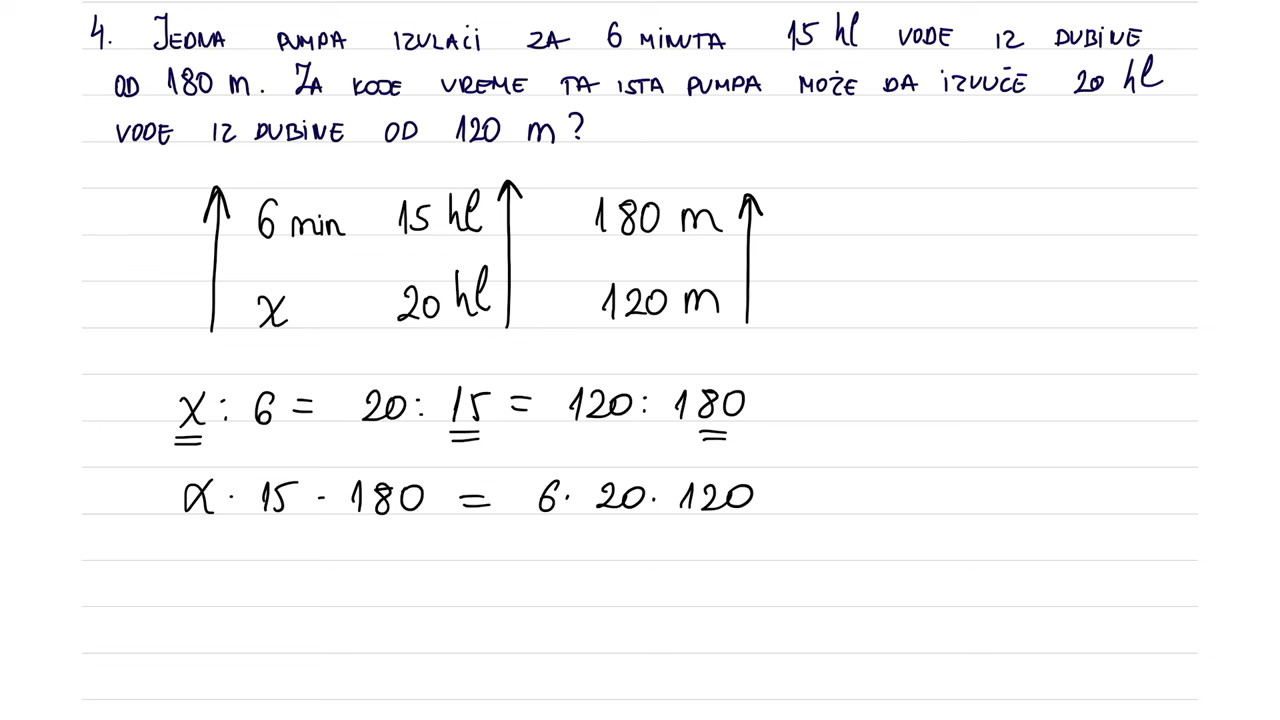 4. JEDNA PUMPA IZVLAČI ZA 6 MINUTA 15 hl VODE IZ DUBINE
OD 180 m. ZA KOJE VREME TA ISTA PUMPA MOŽE DA IZVUČE 20 hl
VODE IZ DUBINE OD 120 m?
6 min 15 hl 180 m
x 20 hl 120 m
x : 6 = 20 : 15 = 120 : 180
x · 15 · 180 = 6 · 20 · 120